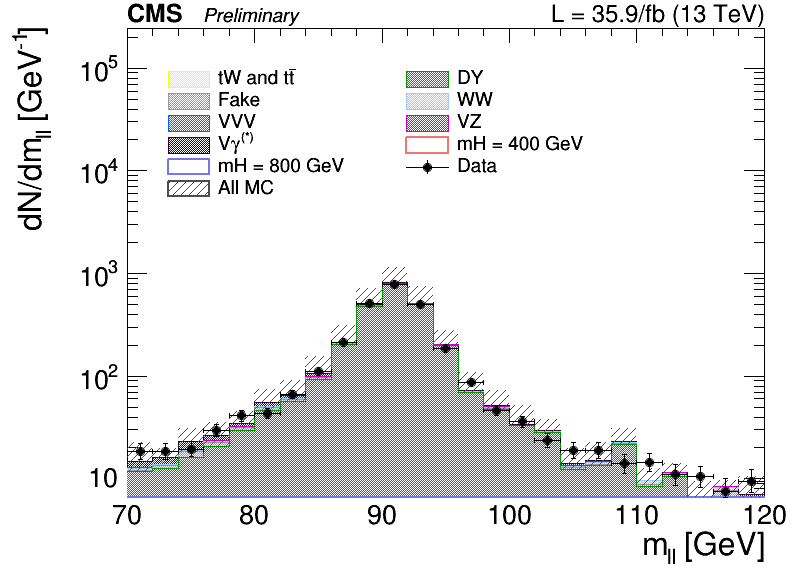 CMS Preliminary L = 35.9/fb (13 TeV)
dN/dm_ll [GeV^-1]
10^5
10^4
10^3
10^2
10
tW and tt̅ DY
Fake WW
VVV VZ
Vγ^(*) mH = 400 GeV
mH = 800 GeV Data
All MC
70 80 90 100 110 120
m_ll [GeV]